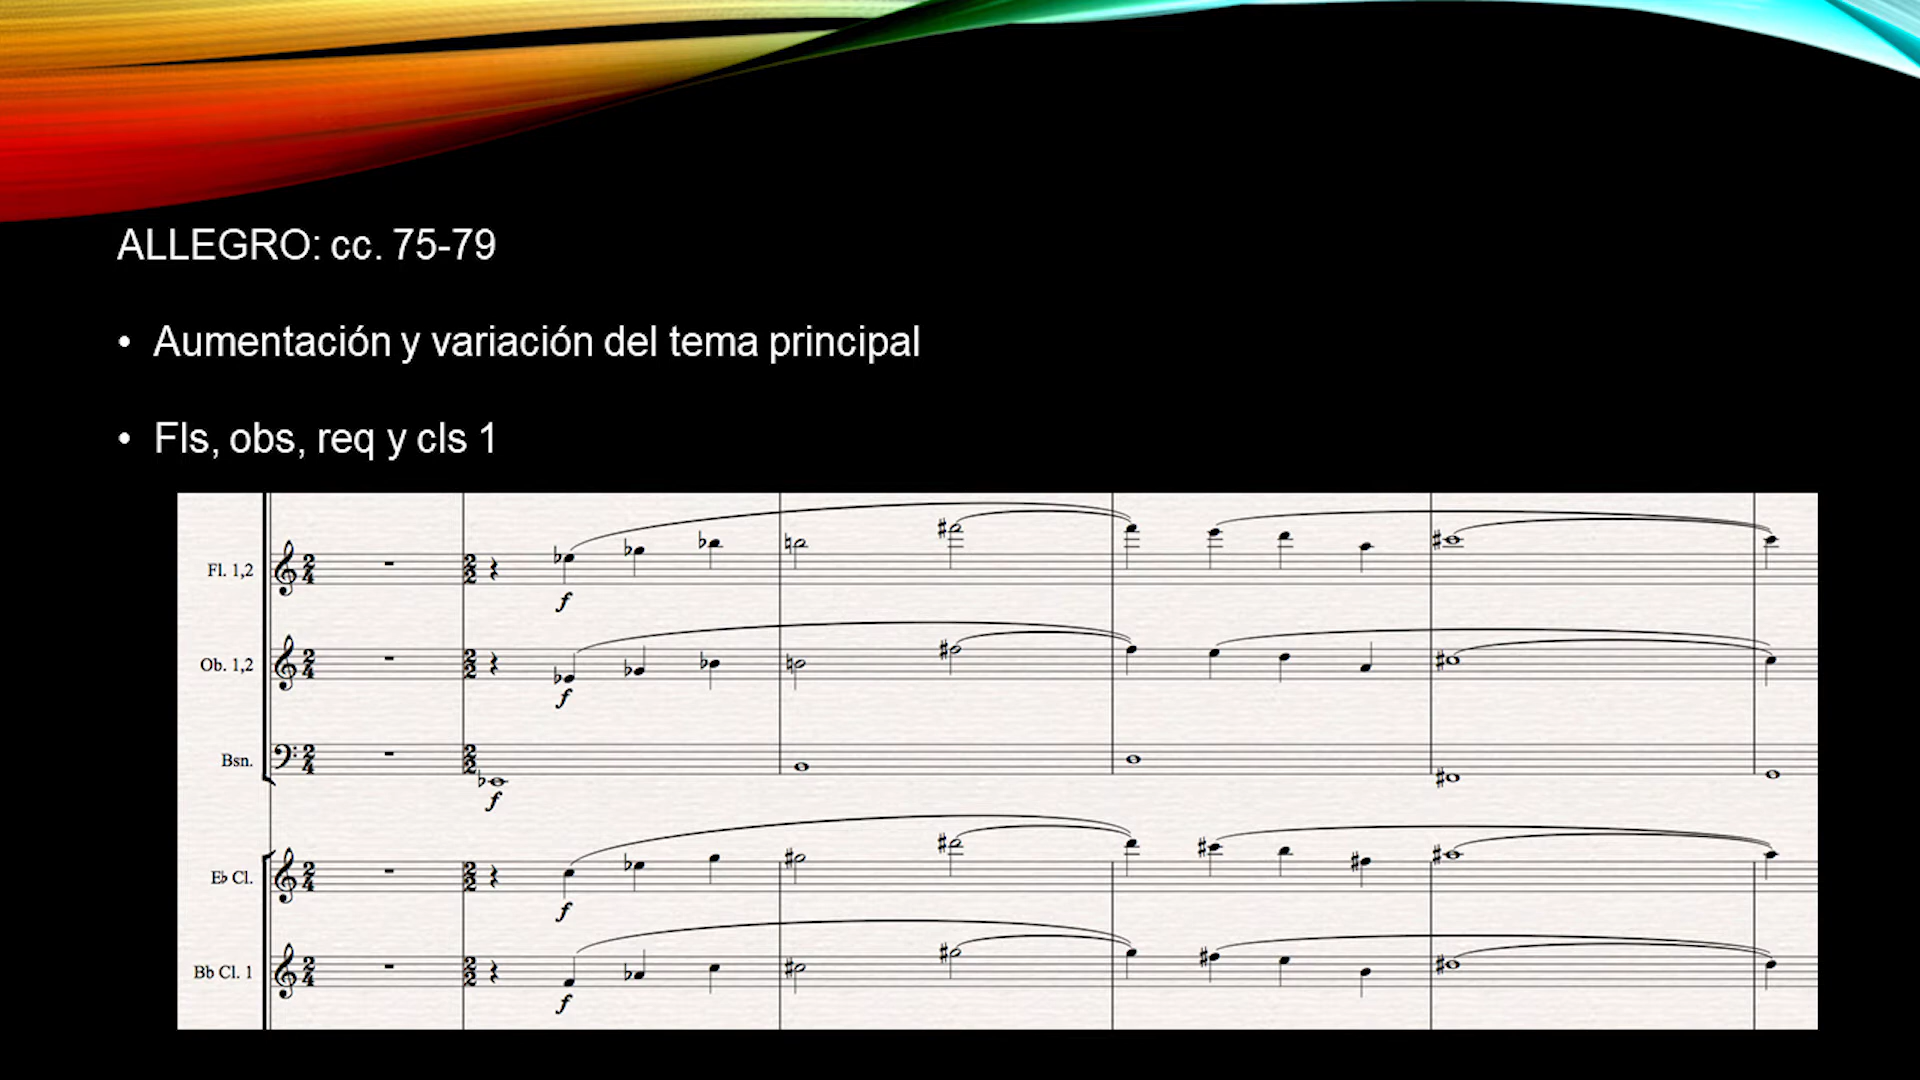 ALLEGRO: cc. 75-79
• Aumentación y variación del tema principal
• Fls, obs, req y cls 1
Fl. 1,2
f
Ob. 1,2
f
Bsn.
f
E♭ Cl.
f
Bb Cl. 1
f